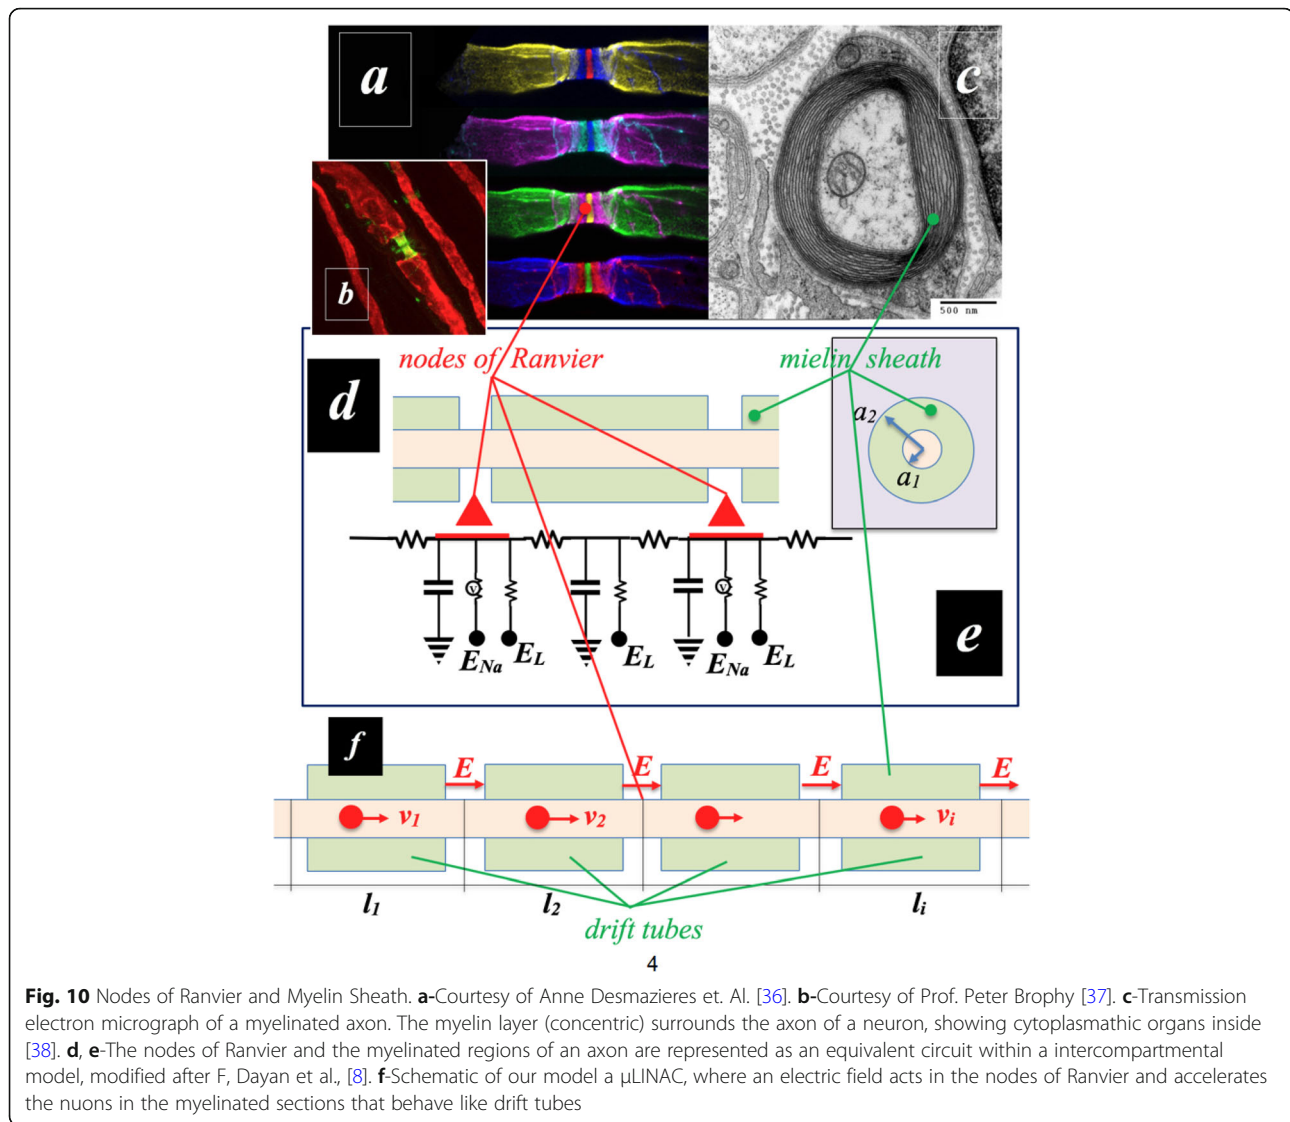 a
c
b
500 nm
nodes of Ranvier
mielin sheath
d
a2
a1
V
V
ENa
EL
EL
ENa
EL
e
f
E
E
E
E
v1
v2
vi
l1
l2
li
drift tubes
4
Fig. 10 Nodes of Ranvier and Myelin Sheath. a-Courtesy of Anne Desmazieres et. Al. [36]. b-Courtesy of Prof. Peter Brophy [37]. c-Transmission
electron micrograph of a myelinated axon. The myelin layer (concentric) surrounds the axon of a neuron, showing cytoplasmathic organs inside
[38]. d, e-The nodes of Ranvier and the myelinated regions of an axon are represented as an equivalent circuit within a intercompartmental
model, modified after F, Dayan et al., [8]. f-Schematic of our model a µLINAC, where an electric field acts in the nodes of Ranvier and accelerates
the nuons in the myelinated sections that behave like drift tubes